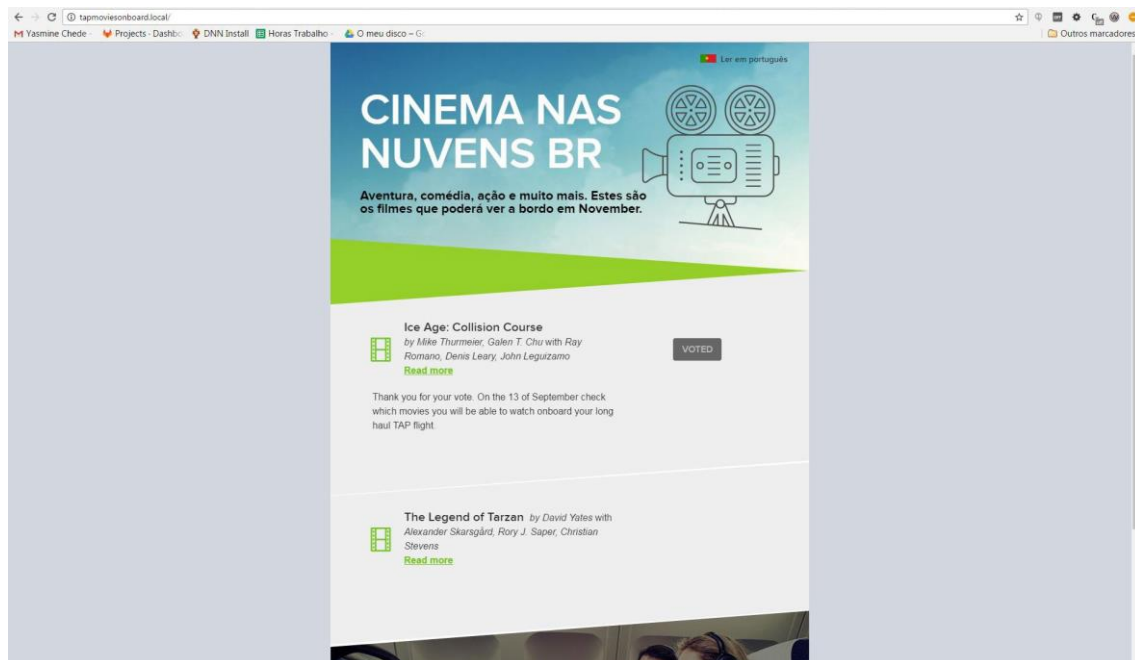 tapmoviesonboard.local/
Yasmine Chede - Projects - Dashbo DNN Install Horas Trabalho - O meu disco – Go Outros marcadores
Ler em português
CINEMA NAS
NUVENS BR
Aventura, comédia, ação e muito mais. Estes são
os filmes que poderá ver a bordo em November.
Ice Age: Collision Course
by Mike Thurmeier, Galen T. Chu with Ray
Romano, Denis Leary, John Leguizamo
Read more
VOTED
Thank you for your vote. On the 13 of September check
which movies you will be able to watch onboard your long
haul TAP flight.
The Legend of Tarzan by David Yates with
Alexander Skarsgård, Rory J. Saper, Christian
Stevens
Read more